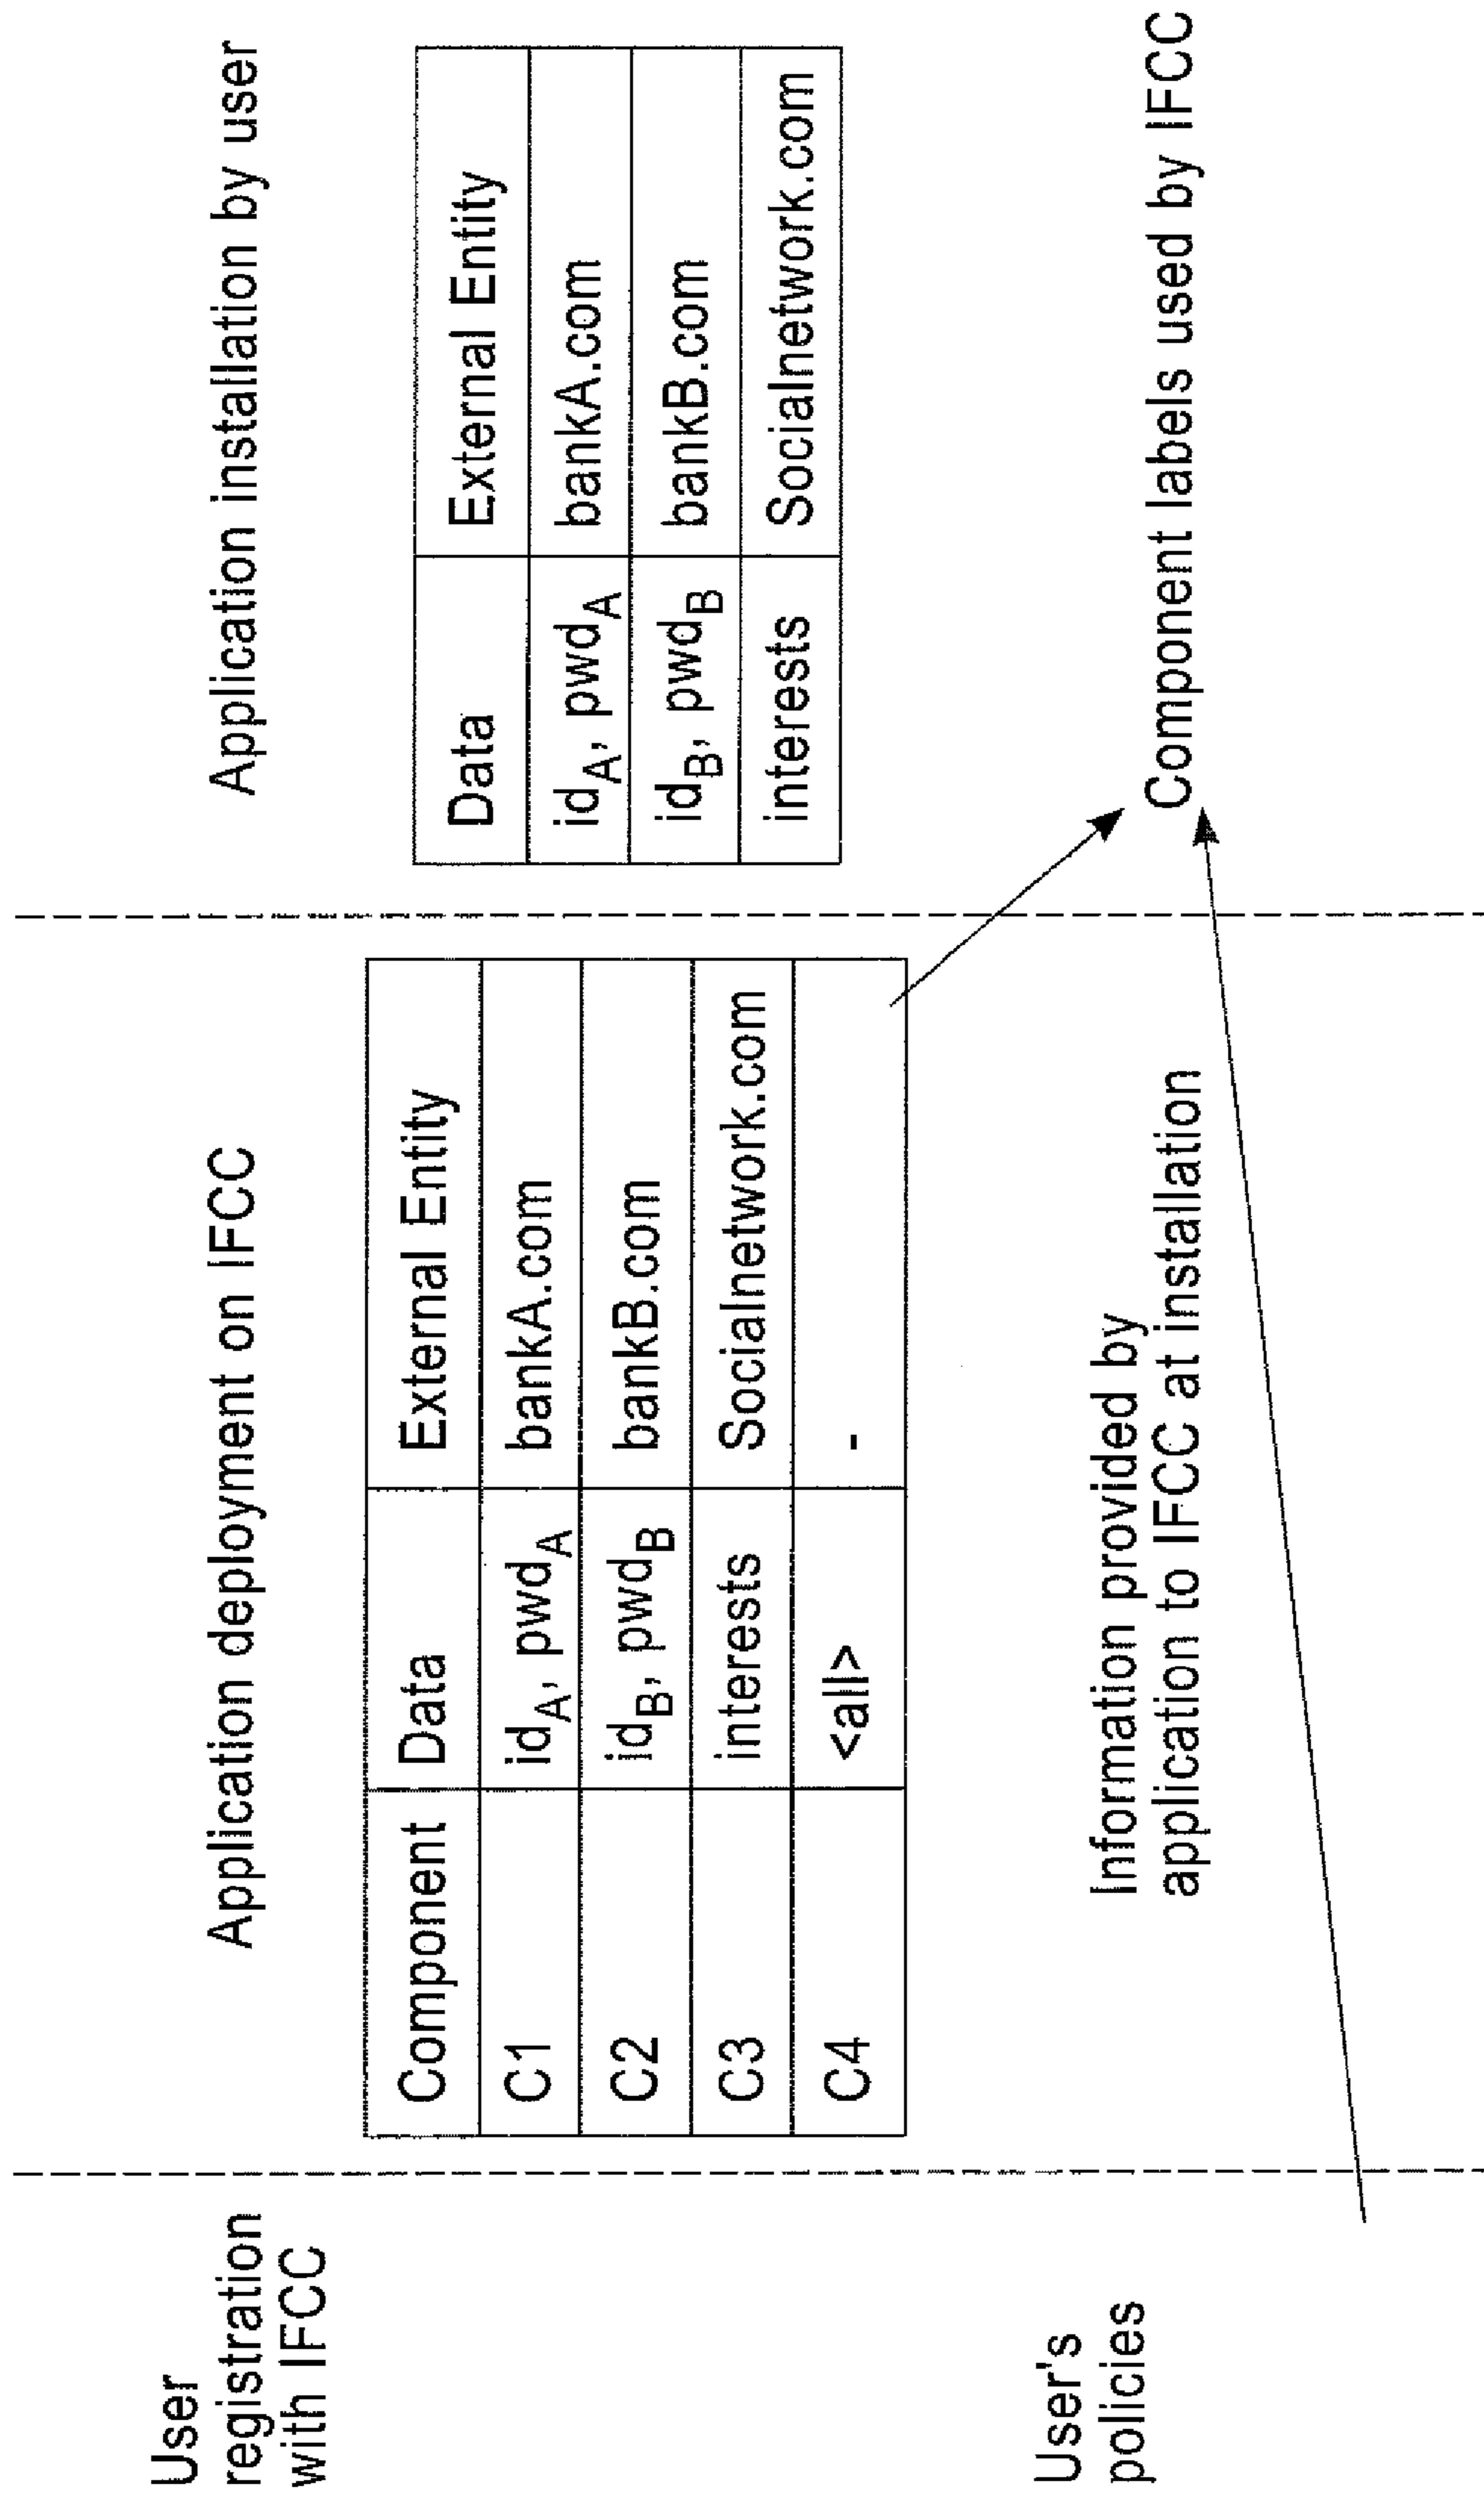 User
registration
with IFCC
User's
policies
Application deployment on IFCC
Component Data External Entity
C1 idA, pwdA bankA.com
C2 idB, pwdB bankB.com
C3 interests Socialnetwork.com
C4 <all> -
Information provided by
application to IFCC at installation
Application installation by user
Data External Entity
idA, pwdA bankA.com
idB, pwdB bankB.com
interests Socialnetwork.com
Component labels used by IFCC